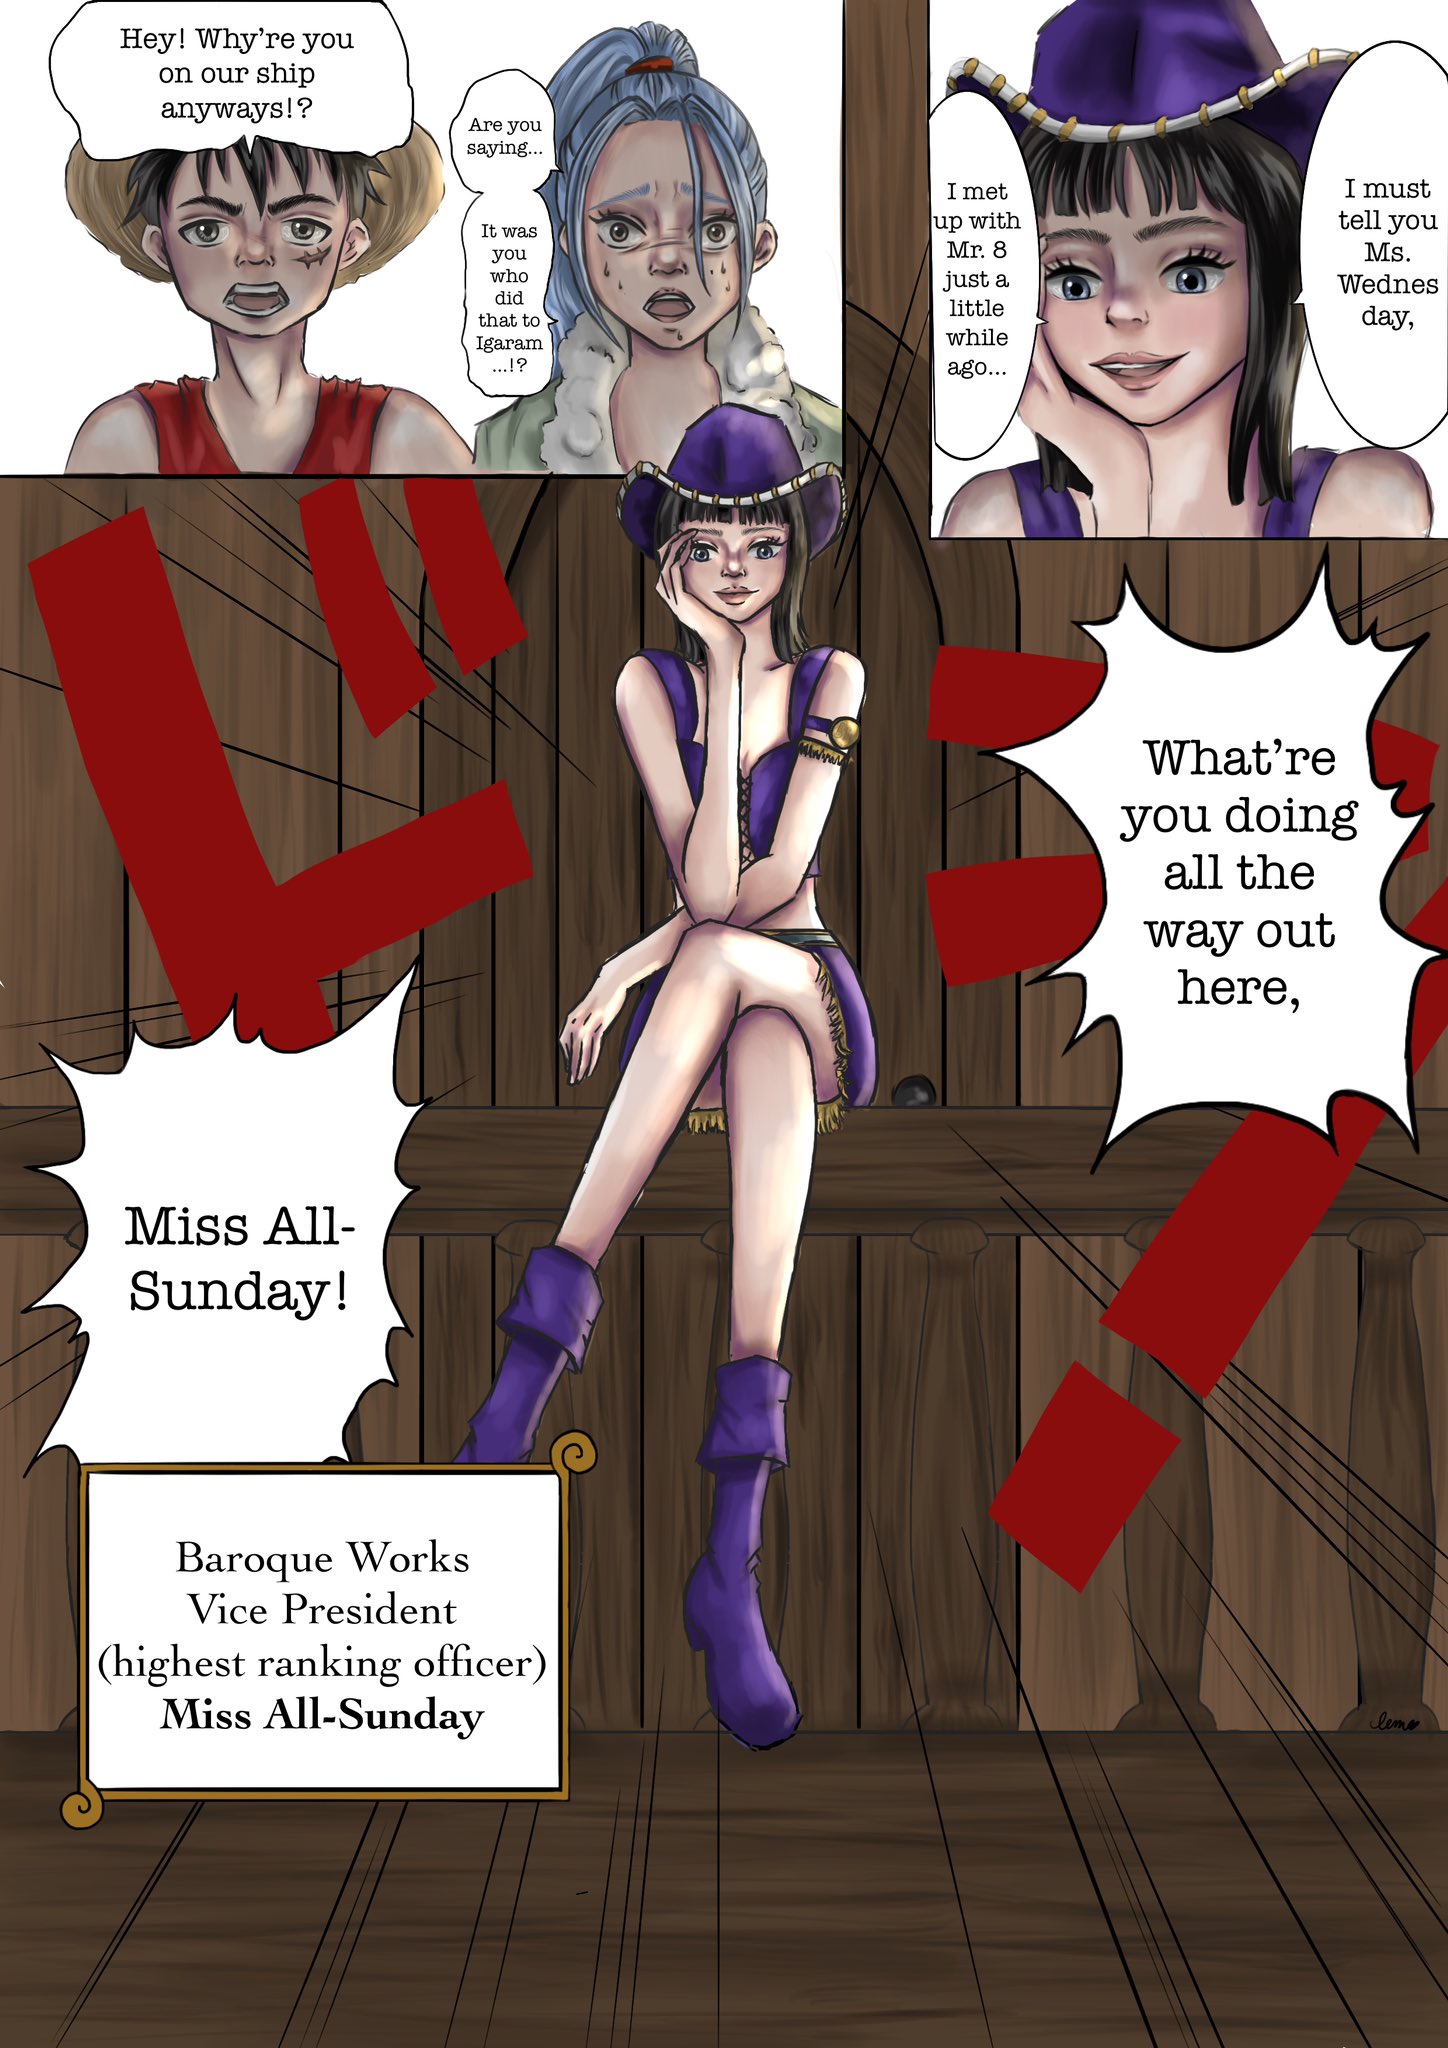 I must
tell you
Ms.
Wednes
day,
I met
up with
Mr. 8
just a
little
while
ago...
Are you
saying...
It was
you
who
did
that to
Igaram
...!?
Hey! Why're you
on our ship
anyways!?
What're
you doing
all the
way out
here,
Miss All-
Sunday!
Baroque Works
Vice President
(highest ranking officer)
Miss All-Sunday